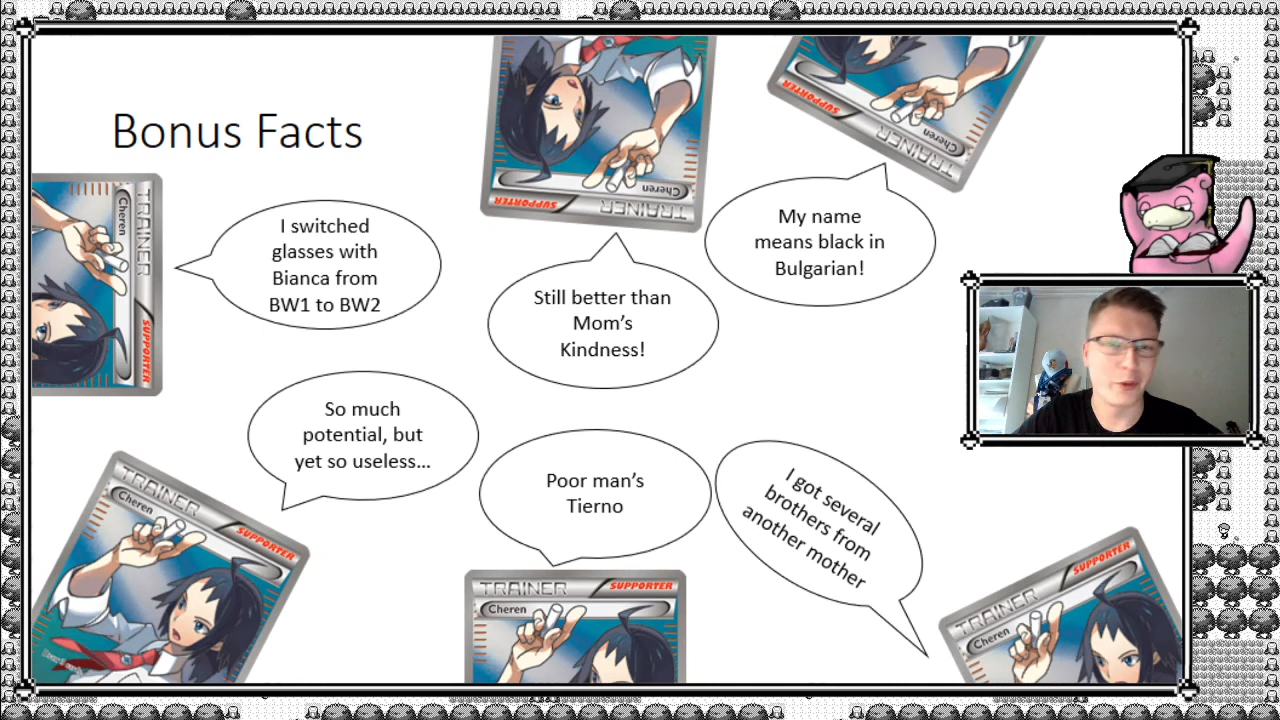 Bonus Facts
TRAINER
Cheren
SUPPORTER
I switched
glasses with
Bianca from
BW1 to BW2
TRAINER
Cheren
SUPPORTER
Still better than
Mom's
Kindness!
TRAINER
Cheren
SUPPORTER
My name
means black in
Bulgarian!
So much
potential, but
yet so useless...
TRAINER
Cheren
SUPPORTER
Poor man's
Tierno
TRAINER
SUPPORTER
Cheren
I got several
brothers from
another mother
TRAINER
SUPPORTER
Cheren